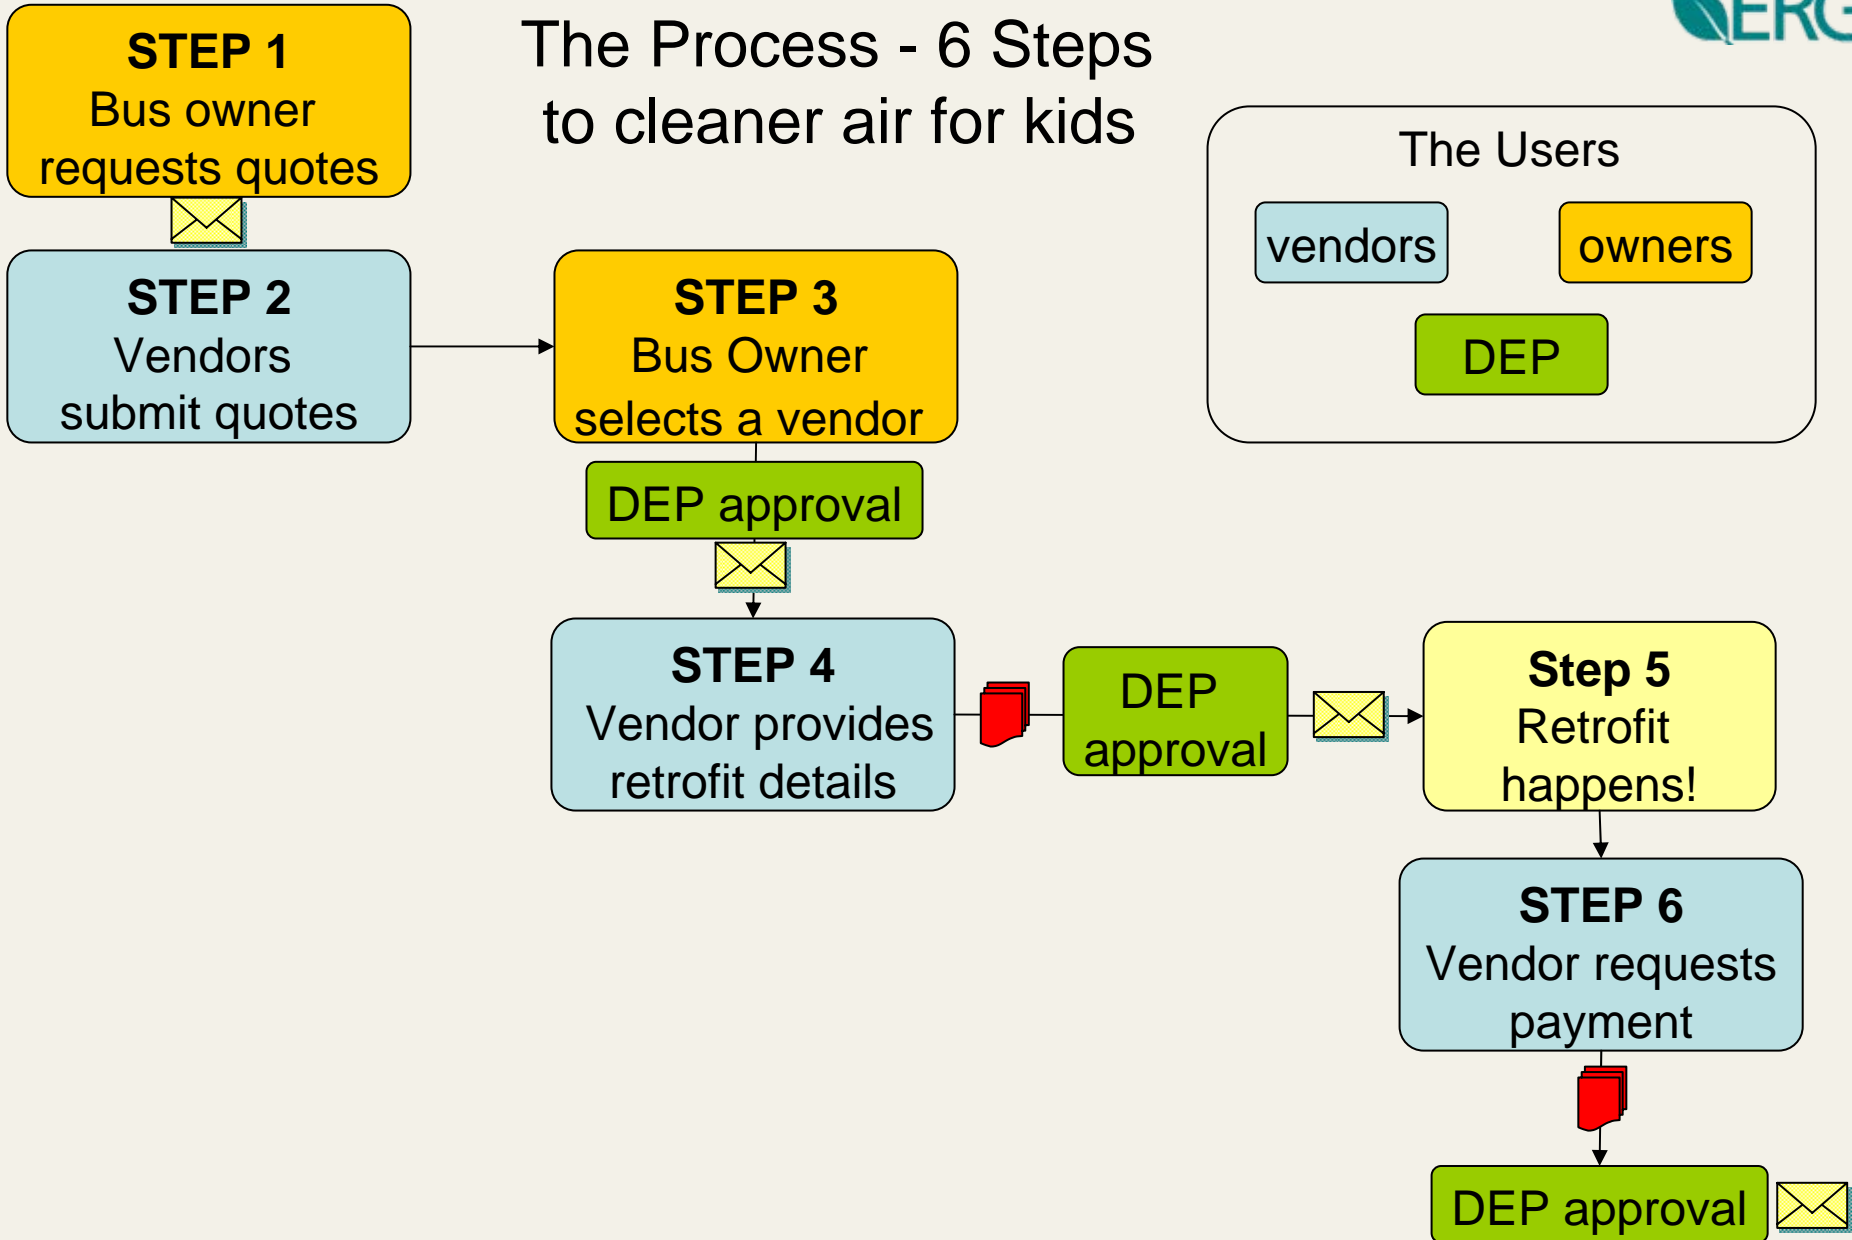 The Process - 6 Steps
to cleaner air for kids
ERG
STEP 1
Bus owner
requests quotes
The Users
vendors
owners
DEP
STEP 2
Vendors
submit quotes
STEP 3
Bus Owner
selects a vendor
DEP approval
STEP 4
Vendor provides
retrofit details
DEP
approval
Step 5
Retrofit
happens!
STEP 6
Vendor requests
payment
DEP approval